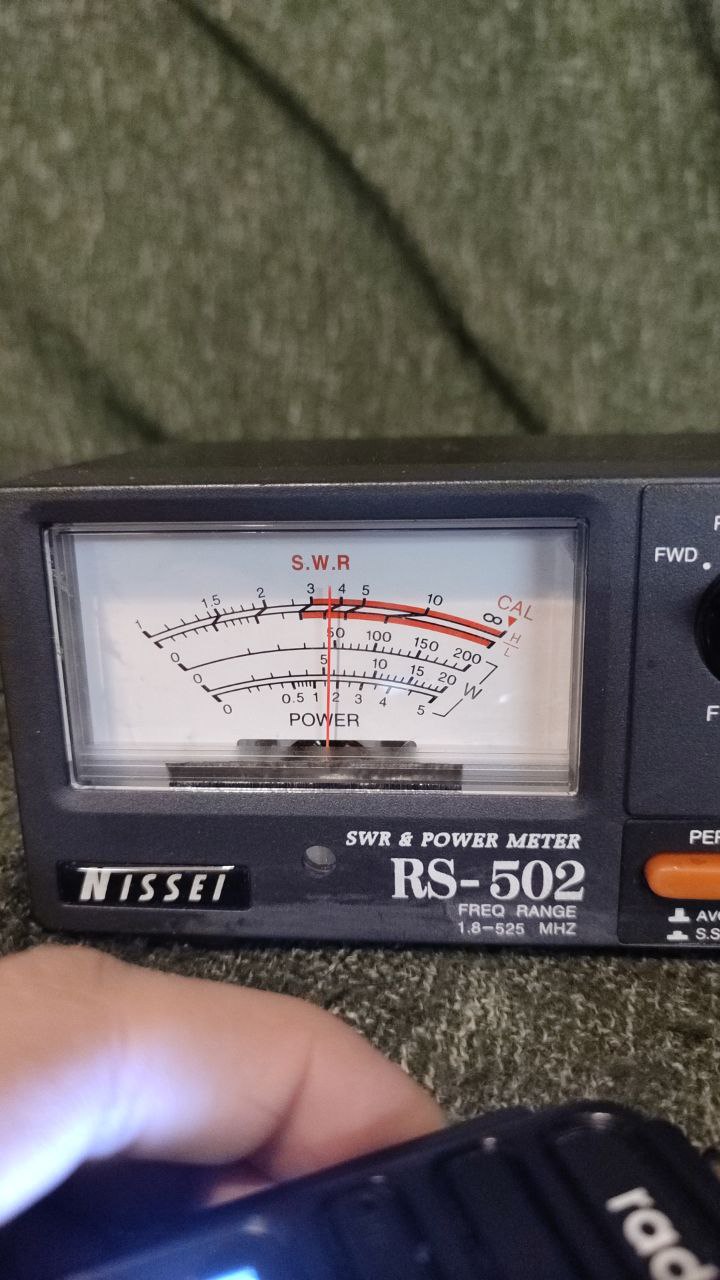 S.W.R
1 1.5 2 3 4 5 10 ∞ CAL
H
L
0 50 100 150 200
0 5 10 15 20 W
0 0.5 1 2 3 4 5
POWER
FWD
SWR & POWER METER
RS-502
FREQ RANGE
1.8-525 MHZ
NISSEI